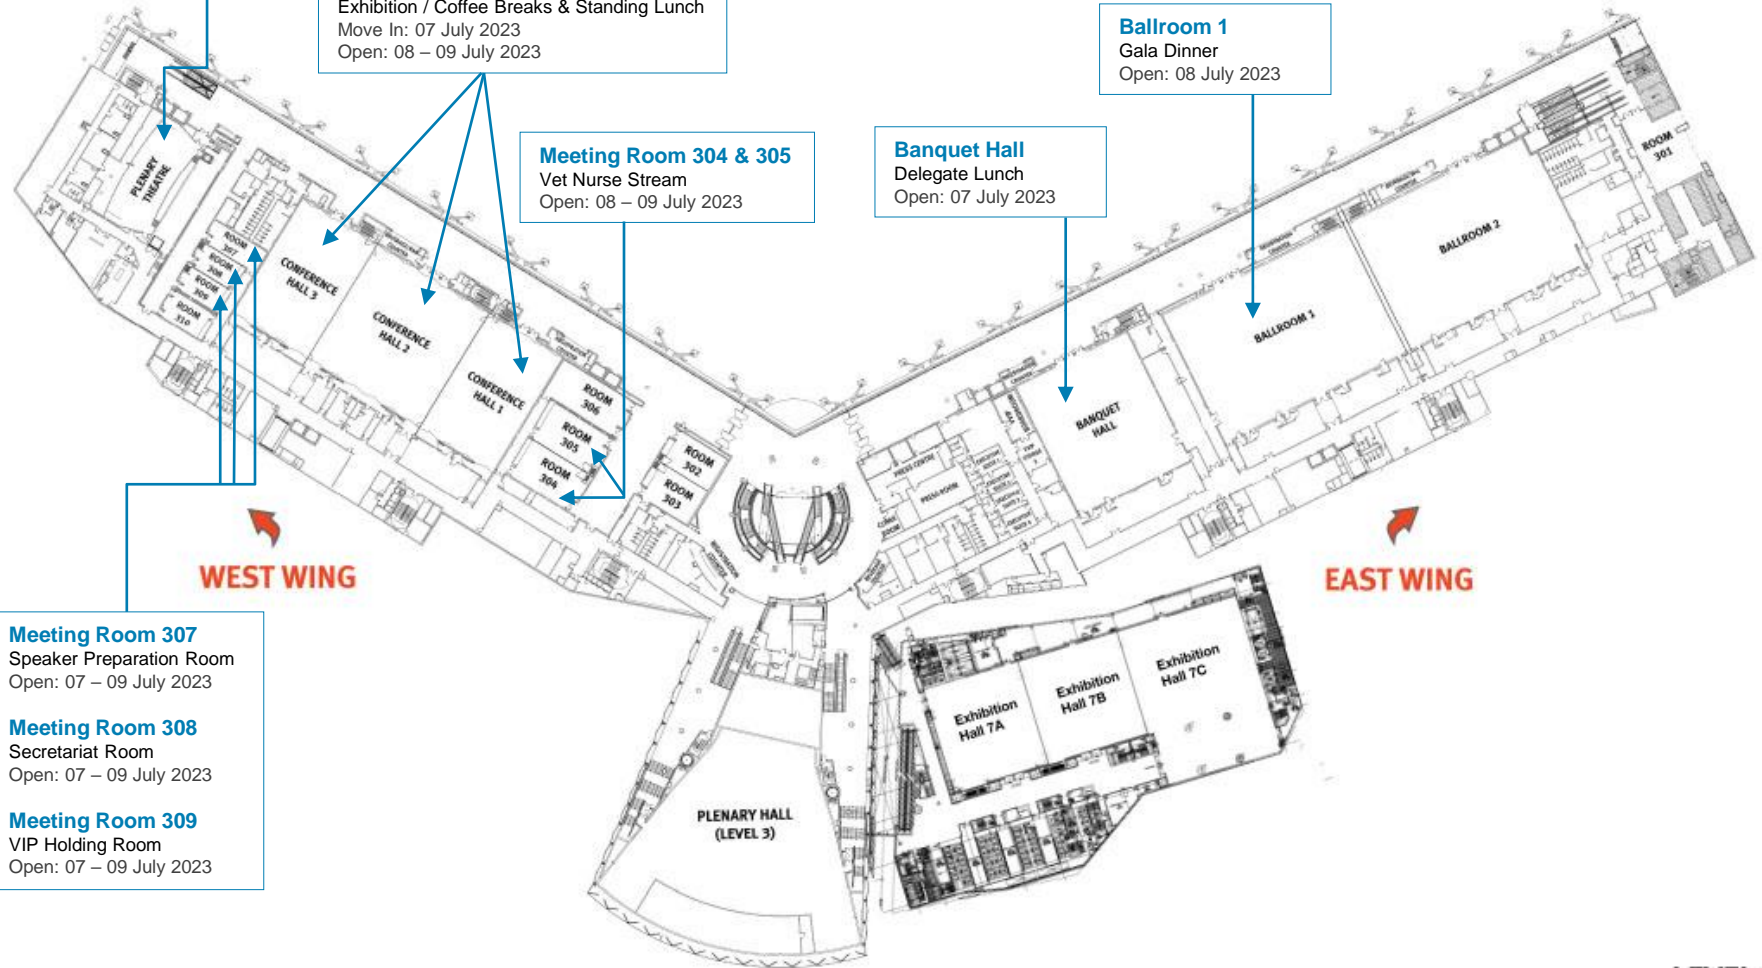 Exhibition / Coffee Breaks & Standing Lunch
Move In: 07 July 2023
Open: 08 – 09 July 2023
Ballroom 1
Gala Dinner
Open: 08 July 2023
Meeting Room 304 & 305
Vet Nurse Stream
Open: 08 – 09 July 2023
Banquet Hall
Delegate Lunch
Open: 07 July 2023
PLENARY
THEATRE
ROOM
307
ROOM
308
ROOM
309
ROOM
310
CONFERENCE
HALL 3
CONFERENCE
HALL 2
CONFERENCE
HALL 1
ROOM
306
ROOM
305
ROOM
304
ROOM
302
ROOM
303
REGISTRATION
COUNTER
PRESS CENTRE
PRESS ROOM
BANQUET
HALL
BALLROOM 1
BALLROOM 2
ROOM
301
WEST WING
EAST WING
Meeting Room 307
Speaker Preparation Room
Open: 07 – 09 July 2023
Meeting Room 308
Secretariat Room
Open: 07 – 09 July 2023
Meeting Room 309
VIP Holding Room
Open: 07 – 09 July 2023
Exhibition
Hall 7A
Exhibition
Hall 7B
Exhibition
Hall 7C
PLENARY HALL
(LEVEL 3)